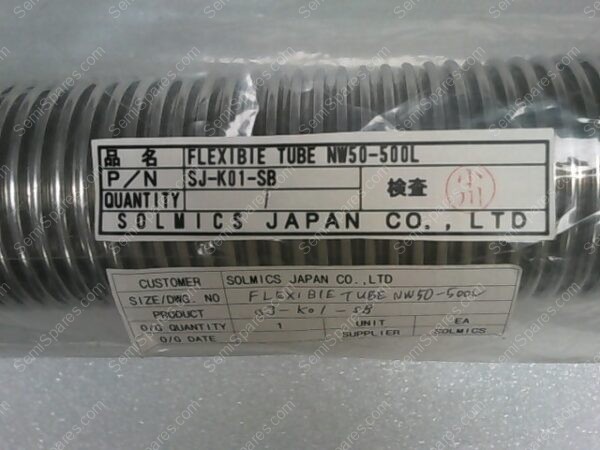 品名 FLEXIBIE TUBE NW50-500L
P/N SJ-K01-SB
QUANTITY 1 検査
SOLMICS JAPAN CO.,LTD
CUSTOMER SOLMICS JAPAN CO.,LTD
SIZE/DWG. NO FLEXIBIE TUBE NW50-500L
PRODUCT SJ-K01-SB
O/G QUANTITY 1 UNIT EA
O/G DATE SUPPLIER SOLMICS
SemiSpares.com